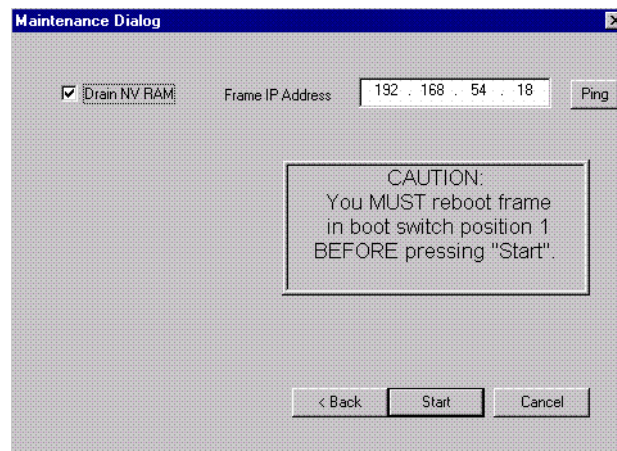 Maintenance Dialog
Drain NV RAM
Frame IP Address
192 . 168 . 54 . 18
Ping
CAUTION:
You MUST reboot frame
in boot switch position 1
BEFORE pressing "Start".
< Back
Start
Cancel